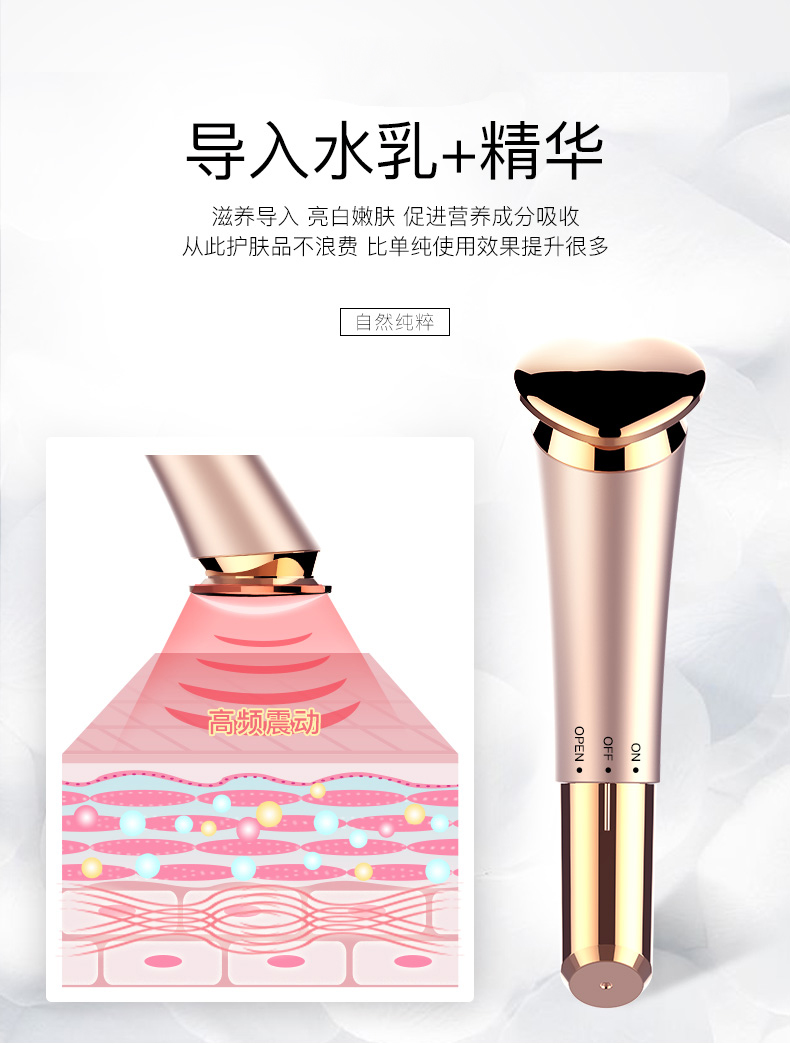 导入水乳+精华
滋养导入 亮白嫩肤 促进营养成分吸收
从此护肤品不浪费 比单纯使用效果提升很多
自然纯粹
高频震动
OPEN
OFF
ON